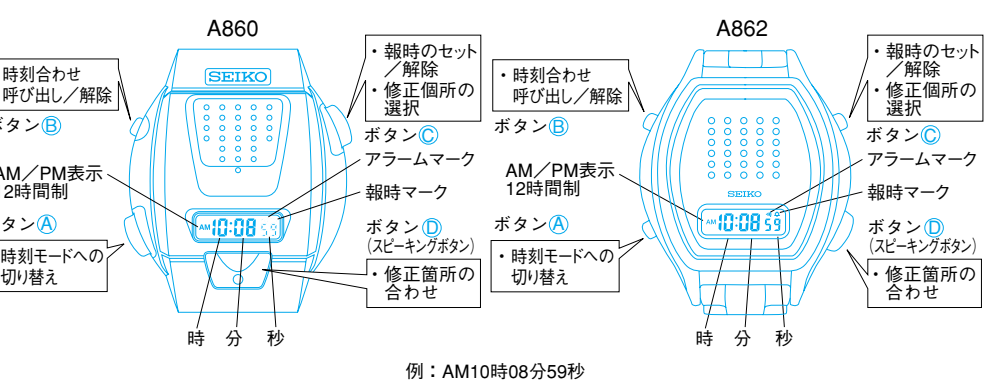 A860
時刻合わせ
呼び出し／解除
ボタンⒷ
AM／PM表示
12時間制
ボタンⒶ
時刻モードへの
切り替え
SEIKO
AM 10:08 59
・報時のセット
／解除
・修正個所の
選択
ボタンⒸ
アラームマーク
報時マーク
ボタンⒹ
(スピーキングボタン)
・修正箇所の
合わせ
時 分 秒
A862
・時刻合わせ
呼び出し／解除
ボタンⒷ
AM／PM表示
12時間制
ボタンⒶ
・時刻モードへの
切り替え
SEIKO
AM 10:08 59
・報時のセット
／解除
・修正個所の
選択
ボタンⒸ
アラームマーク
報時マーク
ボタンⒹ
(スピーキングボタン)
・修正箇所の
合わせ
時 分 秒
例：AM10時08分59秒